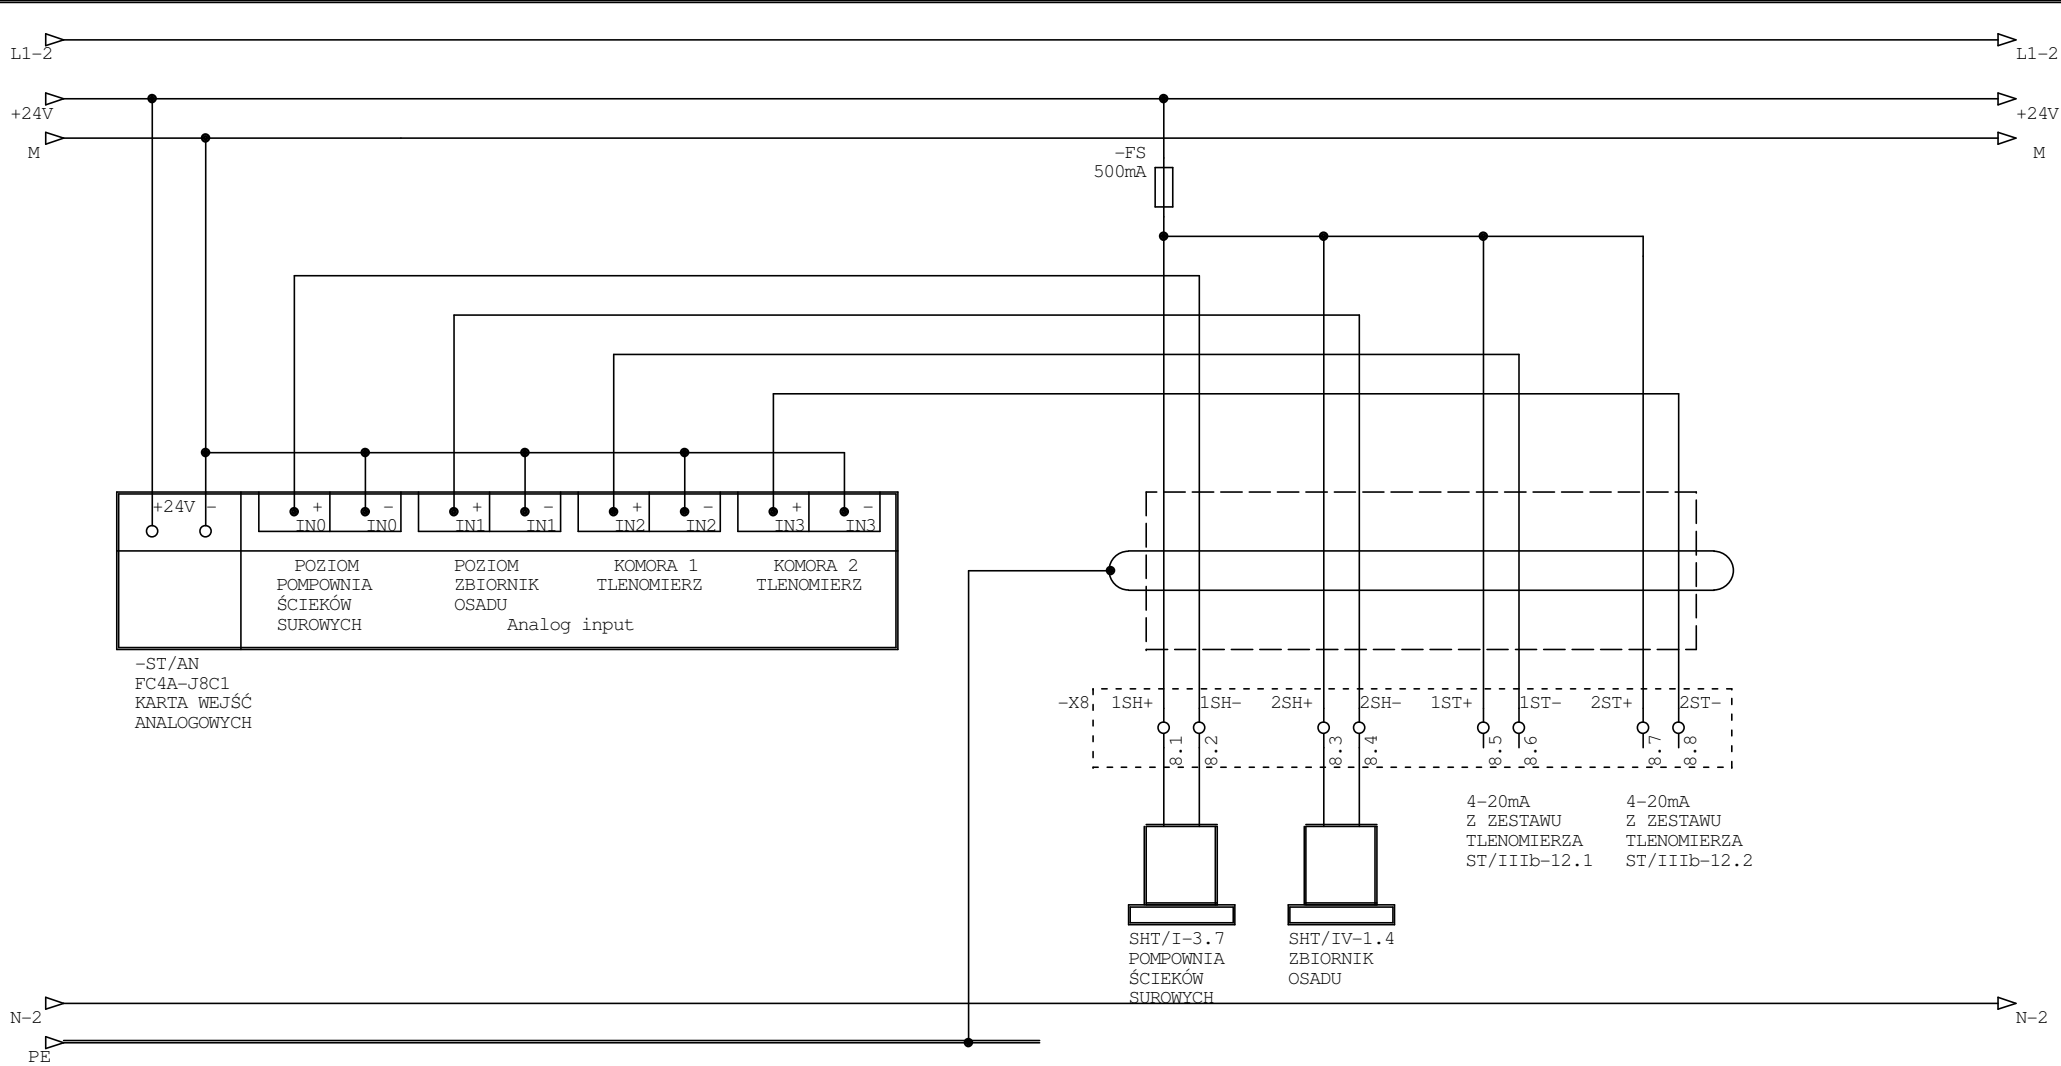 L1-2
L1-2
+24V
+24V
M
M
-FS
500mA
+24V -
+ - + - + - + -
IN0 IN0 IN1 IN1 IN2 IN2 IN3 IN3
POZIOM
POMPOWNIA
ŚCIEKÓW
SUROWYCH
POZIOM
ZBIORNIK
OSADU
KOMORA 1
TLENOMIERZ
KOMORA 2
TLENOMIERZ
Analog input
-ST/AN
FC4A-J8C1
KARTA WEJŚĆ
ANALOGOWYCH
-X8 1SH+ 1SH- 2SH+ 2SH- 1ST+ 1ST- 2ST+ 2ST-
8.1 8.2 8.3 8.4 8.5 8.6 8.7 8.8
4-20mA
Z ZESTAWU
TLENOMIERZA
ST/IIIb-12.1
4-20mA
Z ZESTAWU
TLENOMIERZA
ST/IIIb-12.2
SHT/I-3.7
POMPOWNIA
ŚCIEKÓW
SUROWYCH
SHT/IV-1.4
ZBIORNIK
OSADU
N-2
N-2
PE